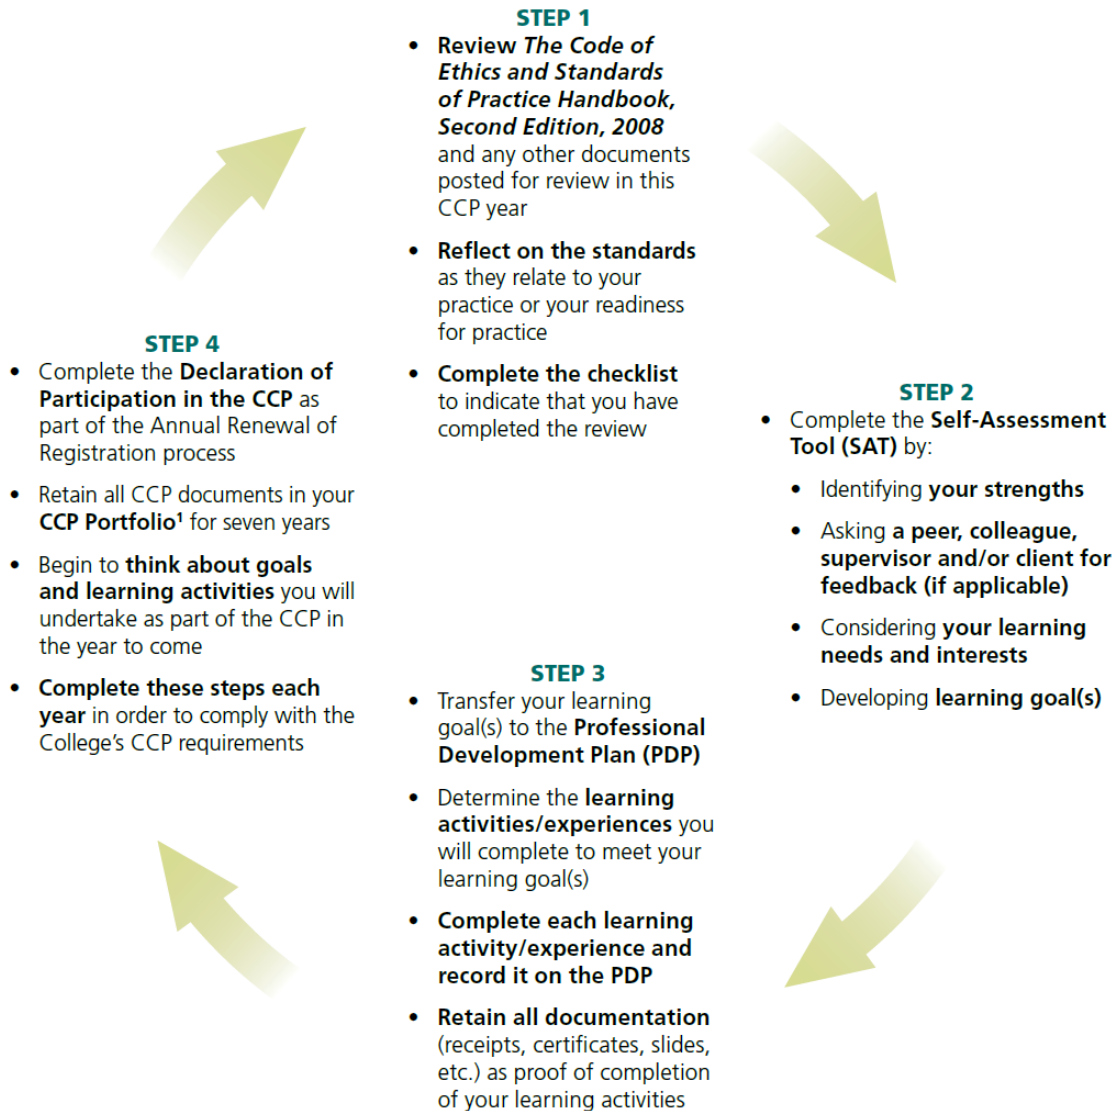 STEP 1
• Review The Code of
Ethics and Standards
of Practice Handbook,
Second Edition, 2008
and any other documents
posted for review in this
CCP year
• Reflect on the standards
as they relate to your
practice or your readiness
for practice
• Complete the checklist
to indicate that you have
completed the review
STEP 2
• Complete the Self-Assessment
Tool (SAT) by:
• Identifying your strengths
• Asking a peer, colleague,
supervisor and/or client for
feedback (if applicable)
• Considering your learning
needs and interests
• Developing learning goal(s)
STEP 3
• Transfer your learning
goal(s) to the Professional
Development Plan (PDP)
• Determine the learning
activities/experiences you
will complete to meet your
learning goal(s)
• Complete each learning
activity/experience and
record it on the PDP
• Retain all documentation
(receipts, certificates, slides,
etc.) as proof of completion
of your learning activities
STEP 4
• Complete the Declaration of
Participation in the CCP as
part of the Annual Renewal of
Registration process
• Retain all CCP documents in your
CCP Portfolio¹ for seven years
• Begin to think about goals
and learning activities you will
undertake as part of the CCP in
the year to come
• Complete these steps each
year in order to comply with the
College’s CCP requirements